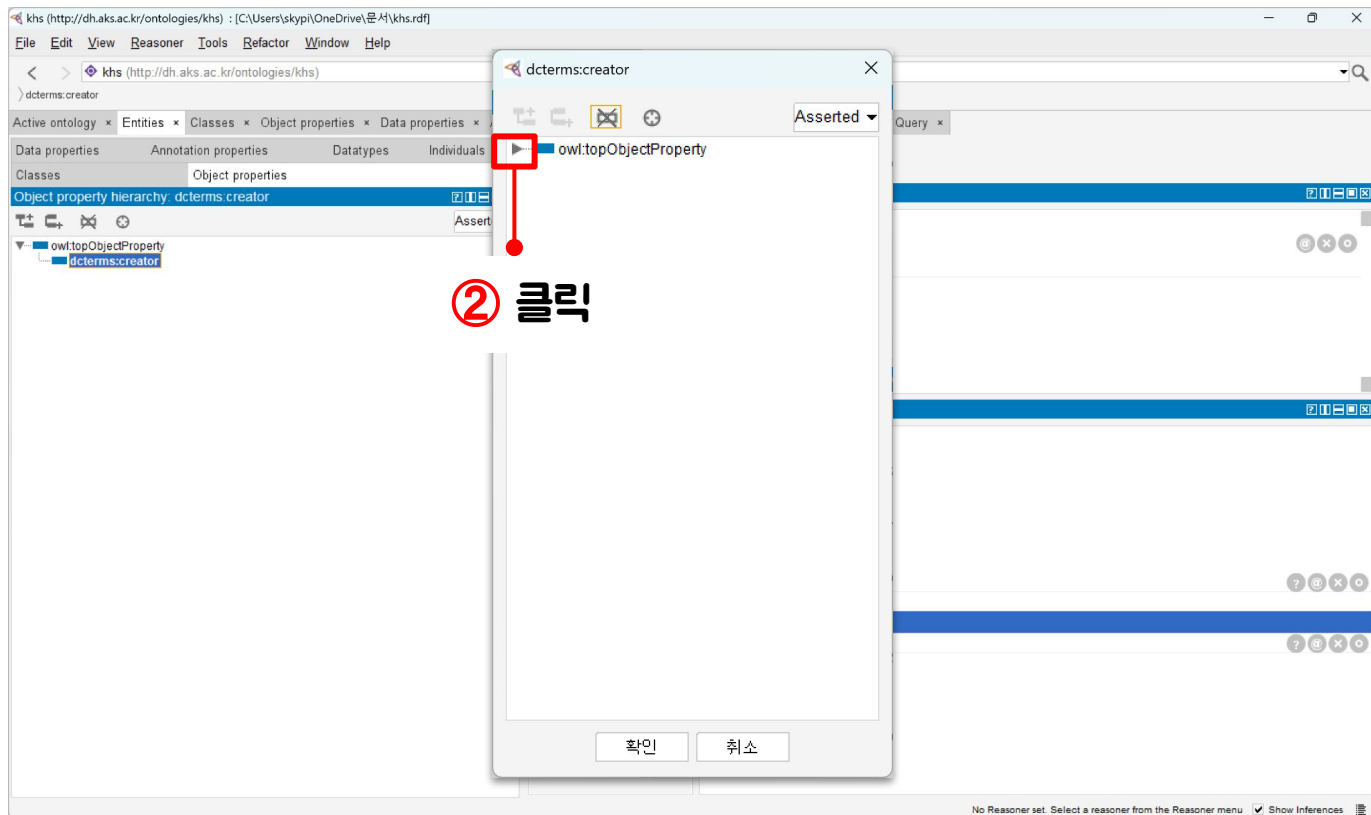 khs (http://dh.aks.ac.kr/ontologies/khs) : [C:\Users\skypi\OneDrive\문서\khs.rdf]
File Edit View Reasoner Tools Refactor Window Help
khs (http://dh.aks.ac.kr/ontologies/khs)
dcterms:creator
Active ontology × Entities × Classes × Object properties × Data properties × Query ×
Data properties Annotation properties Datatypes Individuals
Classes Object properties
Object property hierarchy: dcterms:creator
Assert
owl:topObjectProperty
dcterms:creator
dcterms:creator
Asserted
owl:topObjectProperty
② 클릭
확인 취소
No Reasoner set. Select a reasoner from the Reasoner menu Show Inferences